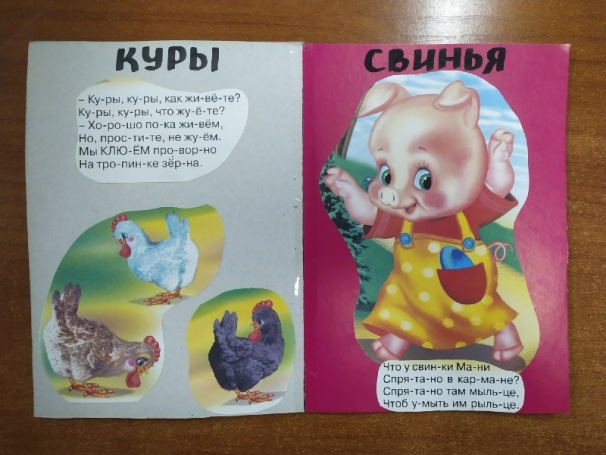 КУРЫ
– Ку-ры, ку-ры, как жи-вё-те?
Ку-ры, ку-ры, что жу-ё-те?
– Хо-ро-шо по-ка жи-вём,
Но, прос-ти-те, не жу-ём.
Мы КЛЮ-ЕМ про-вор-но
На тро-пин-ке зёр-на.
СВИНЬЯ
Что у свин-ки Ма-ни
Спря-та-но в кар-ма-не?
Спря-та-но там мыль-це,
Чтоб у-мыть им рыль-це.